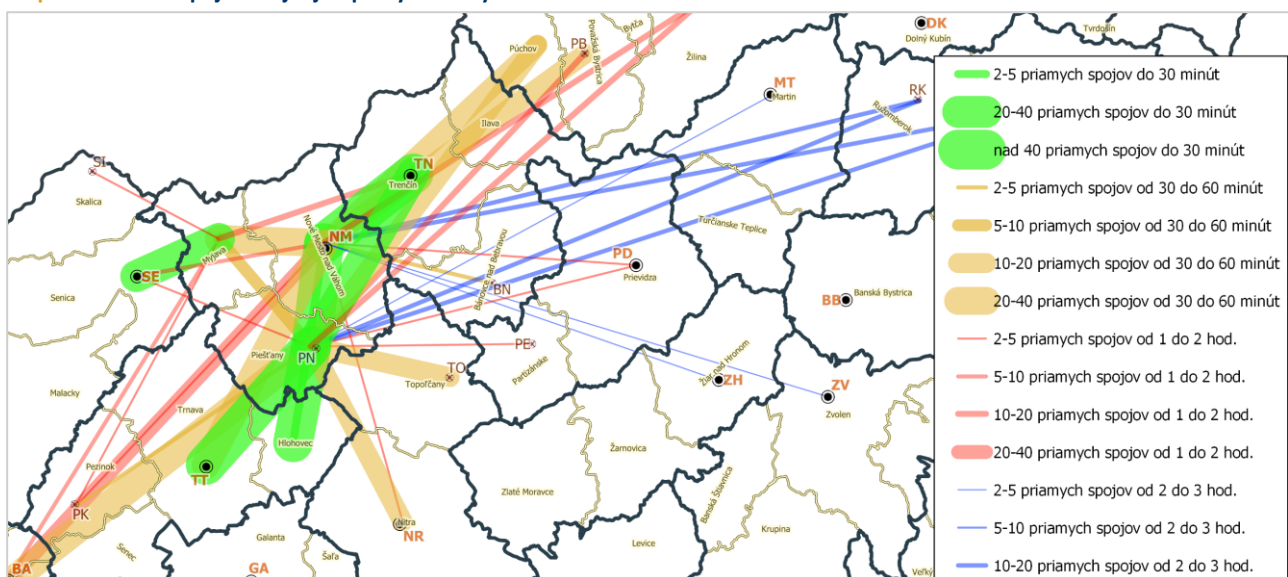 DK
Dolný Kubín
Tvrdošín
PB
Púchov
Považská Bystrica
Bytča
Žilina
MT
Martin
RK
Ružomberok
Ilava
TN
Trenčín
SI
Skalica
Nové Mesto nad Váhom
NM
Myjava
SE
Senica
Turčianske Teplice
PD
Prievidza
Bánovce nad Bebravou
BN
BB
Banská Bystrica
Piešťany
PN
PE
Partizánske
TO
Topoľčany
Žiar nad Hronom
ZH
ZV
Zvolen
Malacky
Trnava
Hlohovec
Žarnovica
Pezinok
TT
Zlaté Moravce
Banská Štiavnica
PK
Nitra
NR
Krupina
Senec
Galanta
Šaľa
Levice
BA
GA
Veľký
2-5 priamych spojov do 30 minút
20-40 priamych spojov do 30 minút
nad 40 priamych spojov do 30 minút
2-5 priamych spojov od 30 do 60 minút
5-10 priamych spojov od 30 do 60 minút
10-20 priamych spojov od 30 do 60 minút
20-40 priamych spojov od 30 do 60 minút
2-5 priamych spojov od 1 do 2 hod.
5-10 priamych spojov od 1 do 2 hod.
10-20 priamych spojov od 1 do 2 hod.
20-40 priamych spojov od 1 do 2 hod.
2-5 priamych spojov od 2 do 3 hod.
5-10 priamych spojov od 2 do 3 hod.
10-20 priamych spojov od 2 do 3 hod.